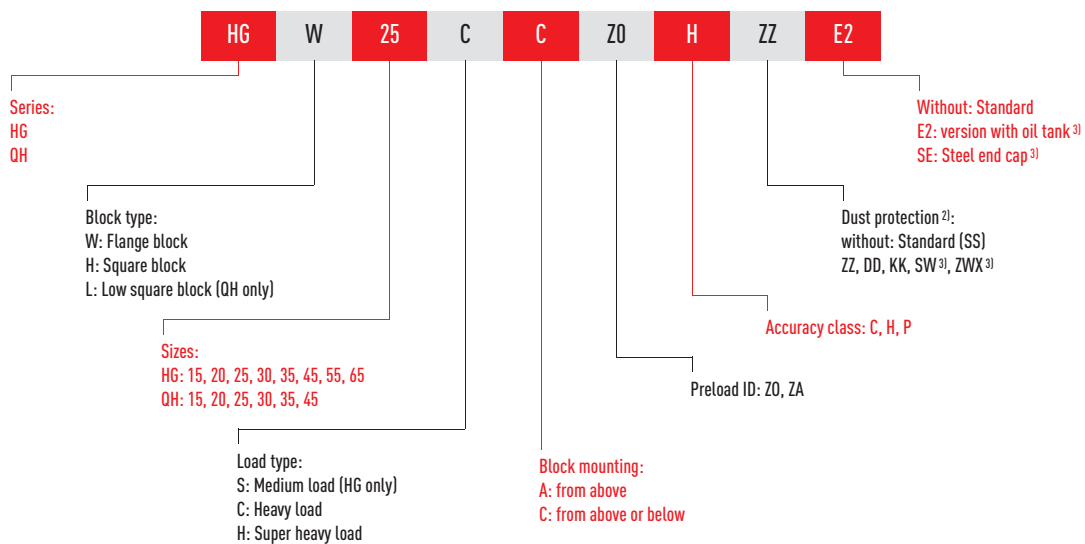 HG W 25 C C Z0 H ZZ E2
Series:
HG
QH
Without: Standard
E2: version with oil tank 3)
SE: Steel end cap 3)
Block type:
W: Flange block
H: Square block
L: Low square block (QH only)
Dust protection 2):
without: Standard (SS)
ZZ, DD, KK, SW 3), ZWX 3)
Sizes:
HG: 15, 20, 25, 30, 35, 45, 55, 65
QH: 15, 20, 25, 30, 35, 45
Accuracy class: C, H, P
Preload ID: Z0, ZA
Load type:
S: Medium load (HG only)
C: Heavy load
H: Super heavy load
Block mounting:
A: from above
C: from above or below